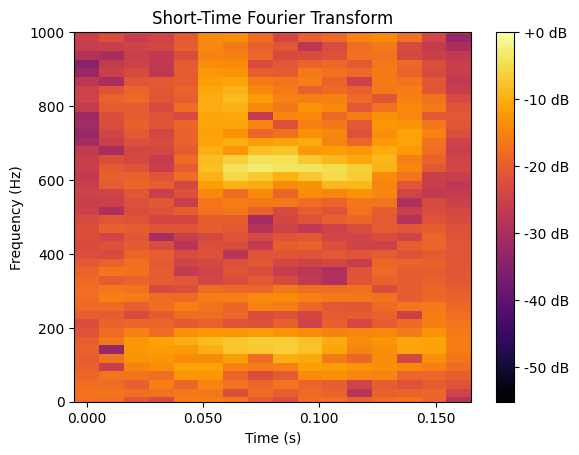 Short-Time Fourier Transform
1000
800
600
400
200
0
Frequency (Hz)
0.000
0.050
0.100
0.150
Time (s)
+0 dB
-10 dB
-20 dB
-30 dB
-40 dB
-50 dB